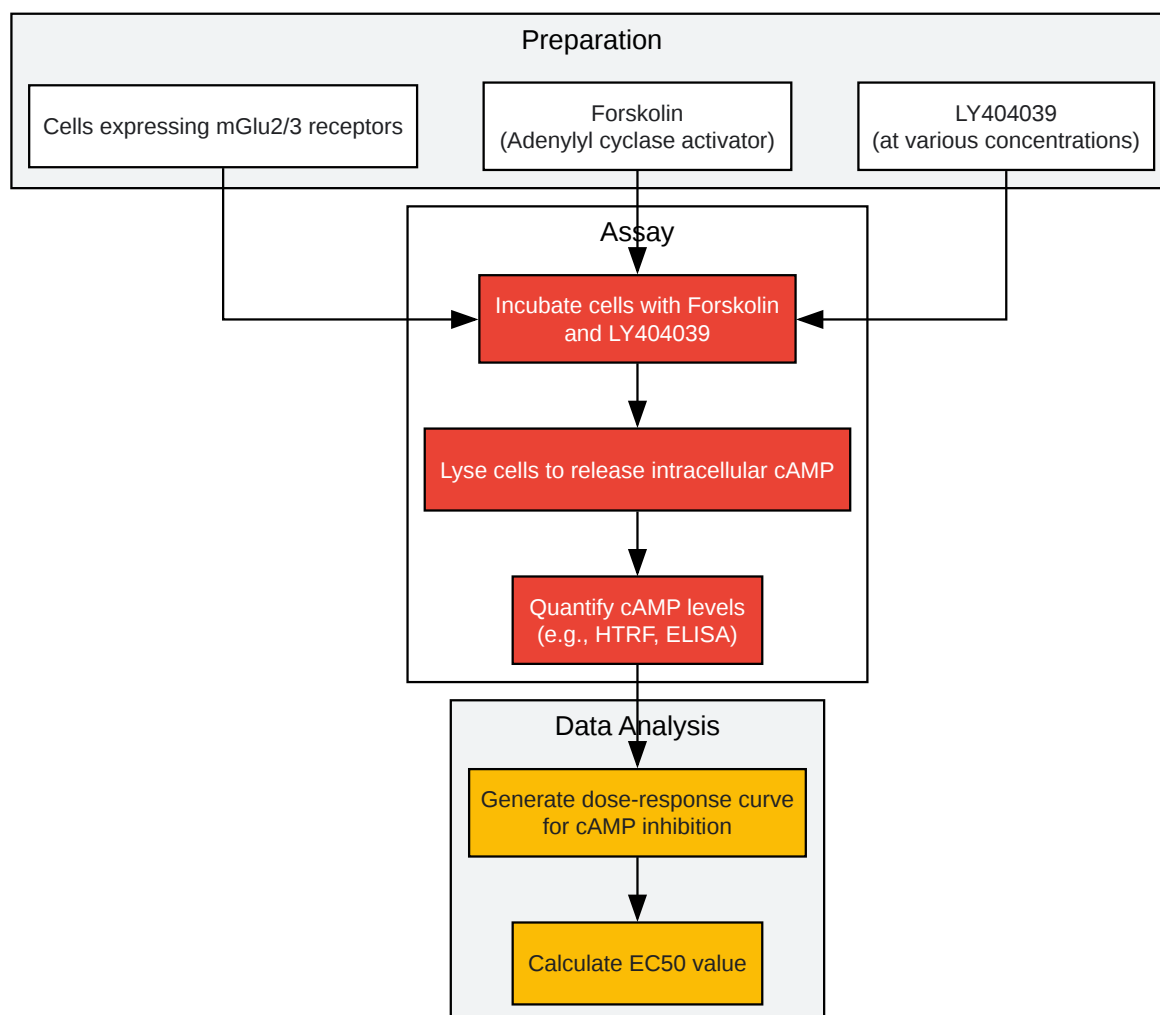 Preparation
Cells expressing mGlu2/3 receptors
Forskolin
(Adenylyl cyclase activator)
LY404039
(at various concentrations)
Assay
Incubate cells with Forskolin
and LY404039
Lyse cells to release intracellular cAMP
Quantify cAMP levels
(e.g., HTRF, ELISA)
Data Analysis
Generate dose-response curve
for cAMP inhibition
Calculate EC50 value